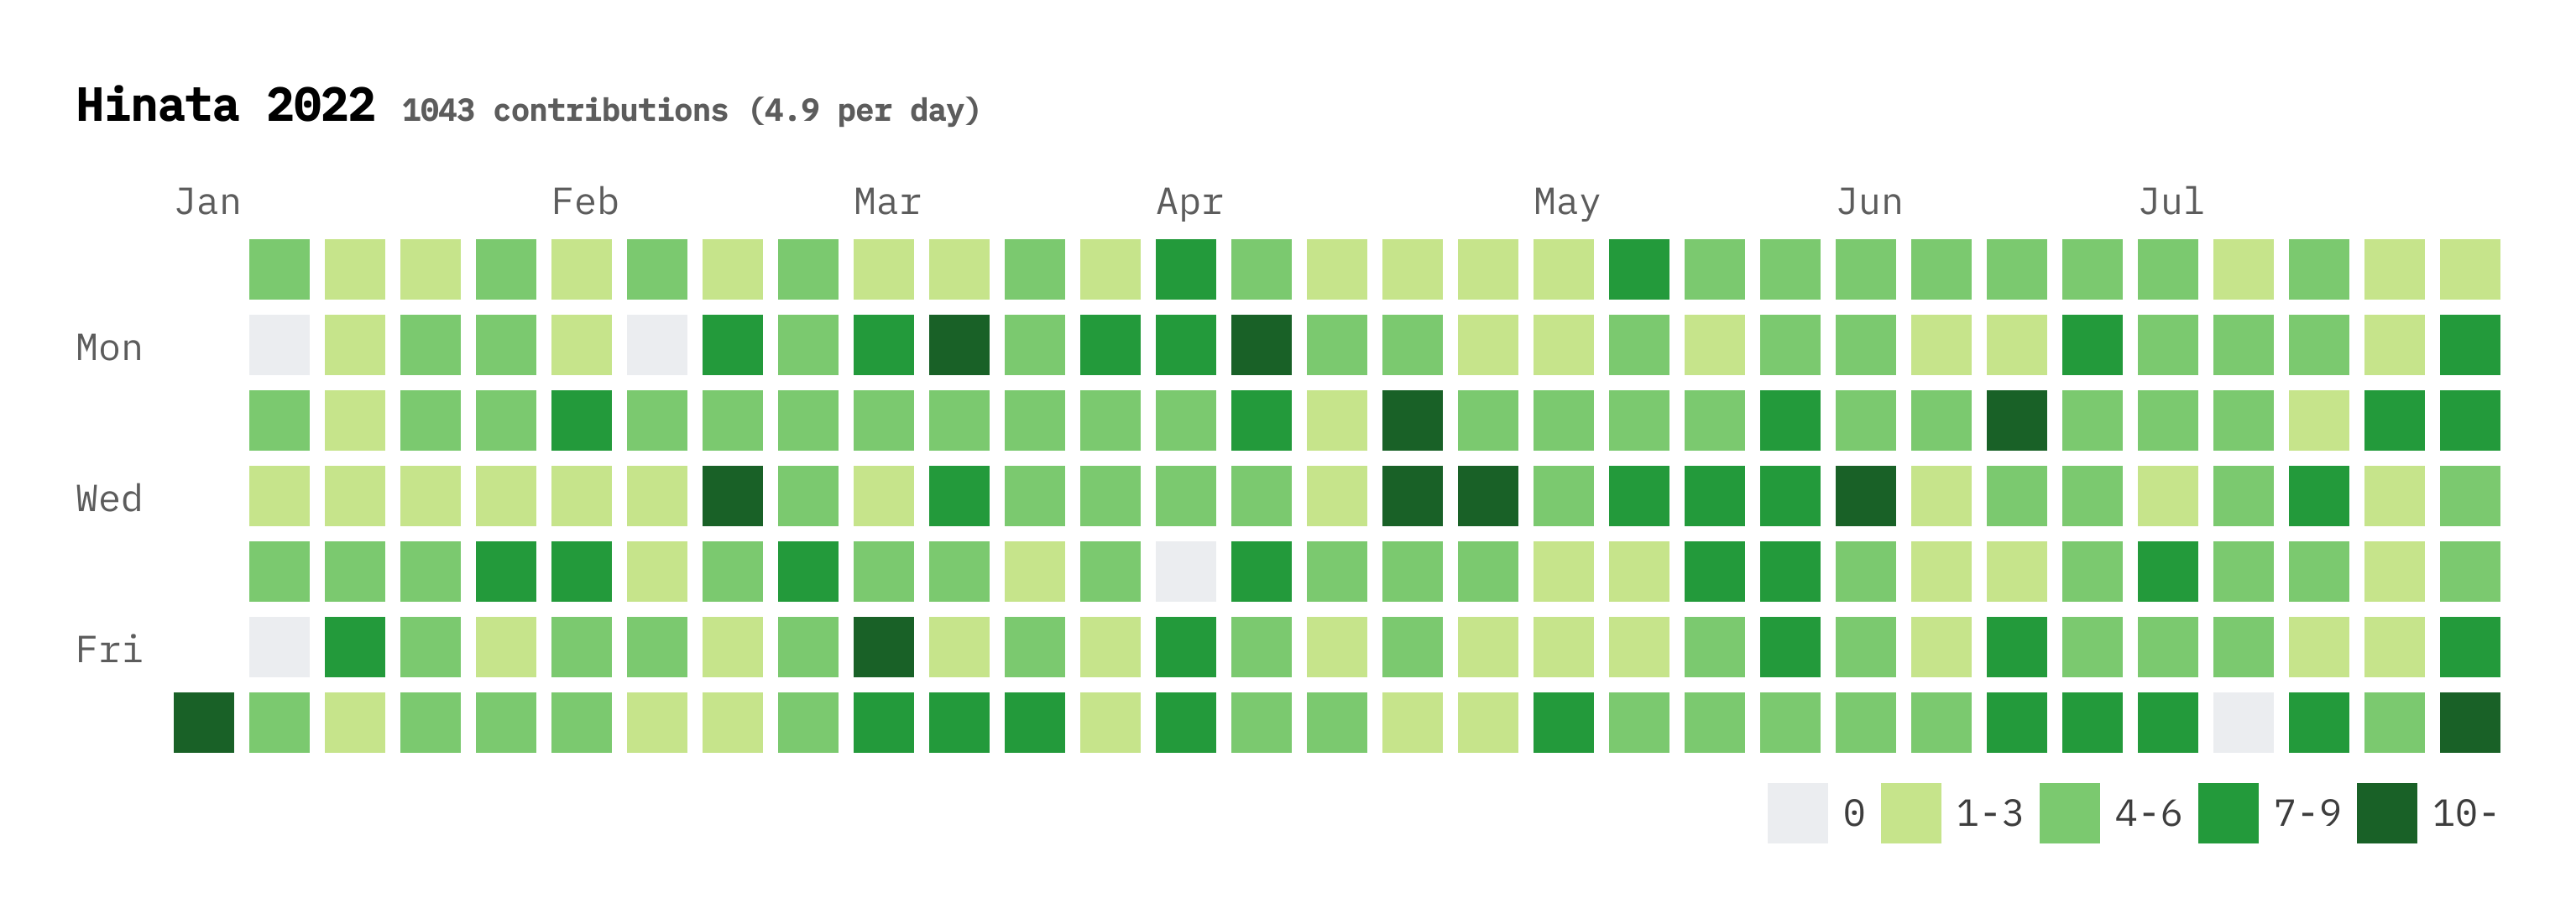 Hinata 2022 1043 contributions (4.9 per day)
Jan Feb Mar Apr May Jun Jul
Mon
Wed
Fri
0 1-3 4-6 7-9 10-